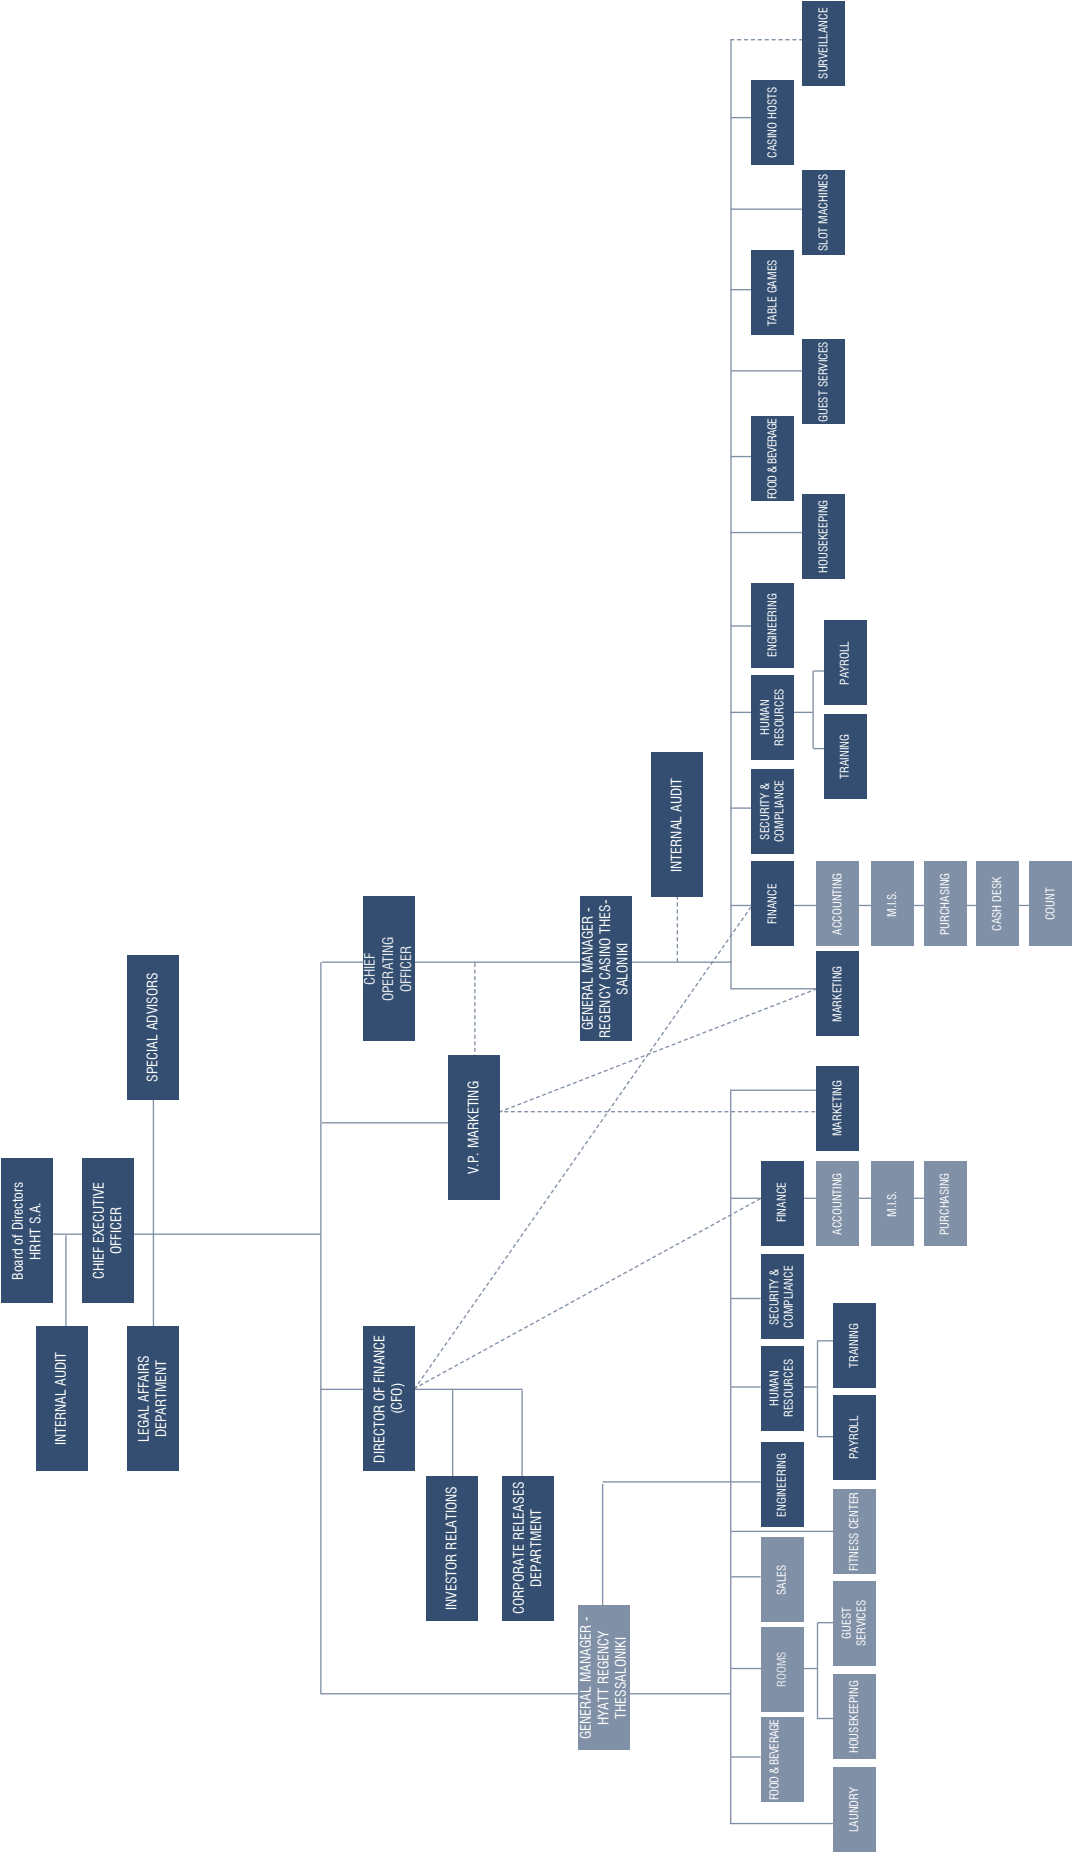 Board of Directors
HRHT S.A.
INTERNAL AUDIT
CHIEF EXECUTIVE
OFFICER
LEGAL AFFAIRS
DEPARTMENT
SPECIAL ADVISORS
DIRECTOR OF FINANCE
(CFO)
CHIEF
OPERATING
OFFICER
INVESTOR RELATIONS
V.P. MARKETING
CORPORATE RELEASES
DEPARTMENT
GENERAL MANAGER -
HYATT REGENCY
THESSALONIKI
GENERAL MANAGER -
REGENCY CASINO THES-
SALONIKI
INTERNAL AUDIT
LAUNDRY
FOOD & BEVERAGE
ROOMS
HOUSEKEEPING
GUEST
SERVICES
SALES
FITNESS CENTER
ENGINEERING
HUMAN
RESOURCES
PAYROLL
TRAINING
SECURITY &
COMPLIANCE
FINANCE
ACCOUNTING
M.I.S.
PURCHASING
MARKETING
MARKETING
FINANCE
ACCOUNTING
M.I.S.
PURCHASING
CASH DESK
COUNT
SECURITY &
COMPLIANCE
HUMAN
RESOURCES
TRAINING
PAYROLL
ENGINEERING
HOUSEKEEPING
FOOD & BEVERAGE
GUEST SERVICES
TABLE GAMES
SLOT MACHINES
CASINO HOSTS
SURVEILLANCE